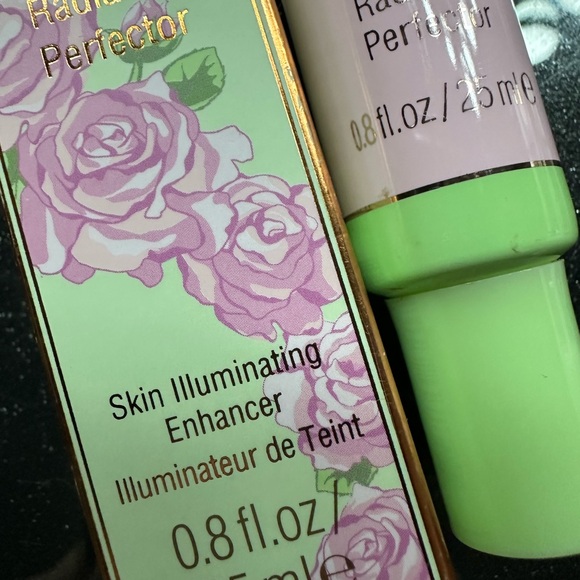 Perfector
Skin Illuminating
Enhancer
Illuminateur de Teint
0.8 fl.oz/
Perfector
0.8 fl.oz / 25 ml e